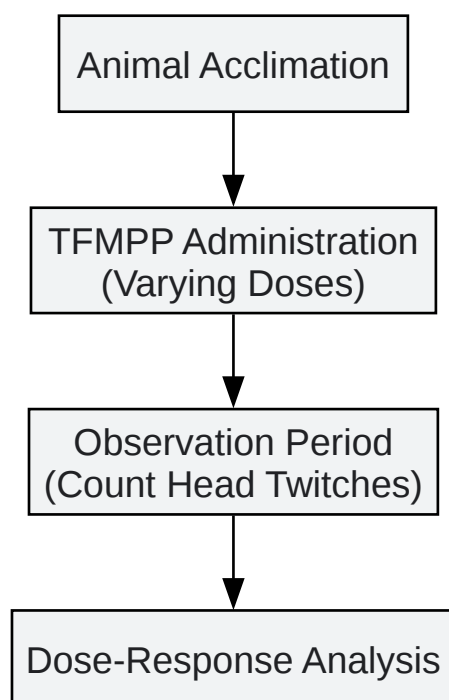 Animal Acclimation
TFMPP Administration
(Varying Doses)
Observation Period
(Count Head Twitches)
Dose-Response Analysis